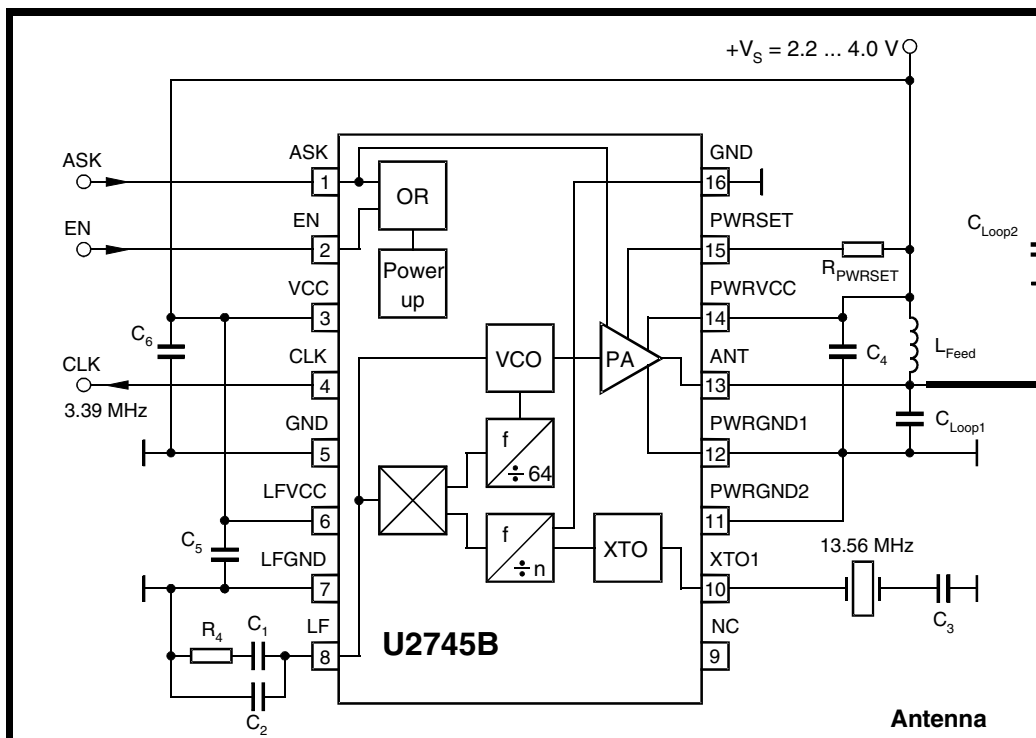 +VS = 2.2 ... 4.0 V
ASK
ASK
1
OR
GND
16
EN
EN
2
PWRSET
15
RPWRSET
CLoop2
Power
up
VCC
3
PWRVCC
14
C6
C4
LFeed
VCO
PA
CLK
CLK
4
3.39 MHz
ANT
13
CLoop1
GND
5
f
÷ 64
PWRGND1
12
LFVCC
6
PWRGND2
11
C5
f
÷ n
XTO
LFGND
7
XTO1
10
13.56 MHz
C3
R4
C1
LF
8
U2745B
NC
9
C2
Antenna